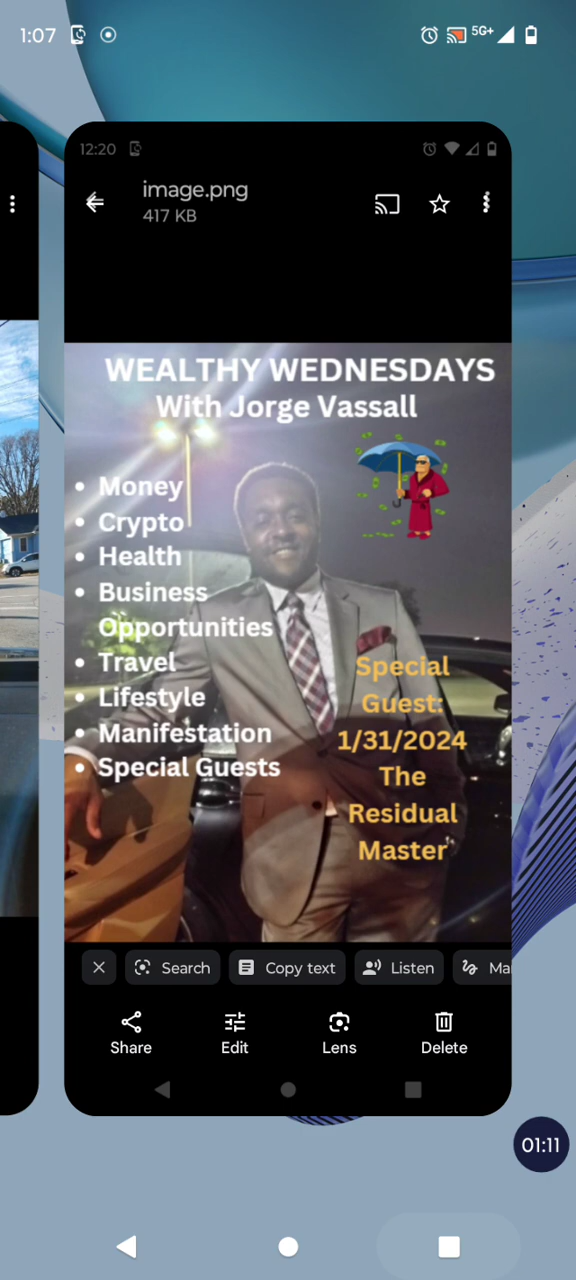 1:07
5G+
12:20
image.png
417 KB
WEALTHY WEDNESDAYS
With Jorge Vassall
• Money
• Crypto
• Health
• Business
Opportunities
• Travel
• Lifestyle
• Manifestation
• Special Guests
Special
Guest:
1/31/2024
The
Residual
Master
Search
Copy text
Listen
Ma
Share
Edit
Lens
Delete
01:11